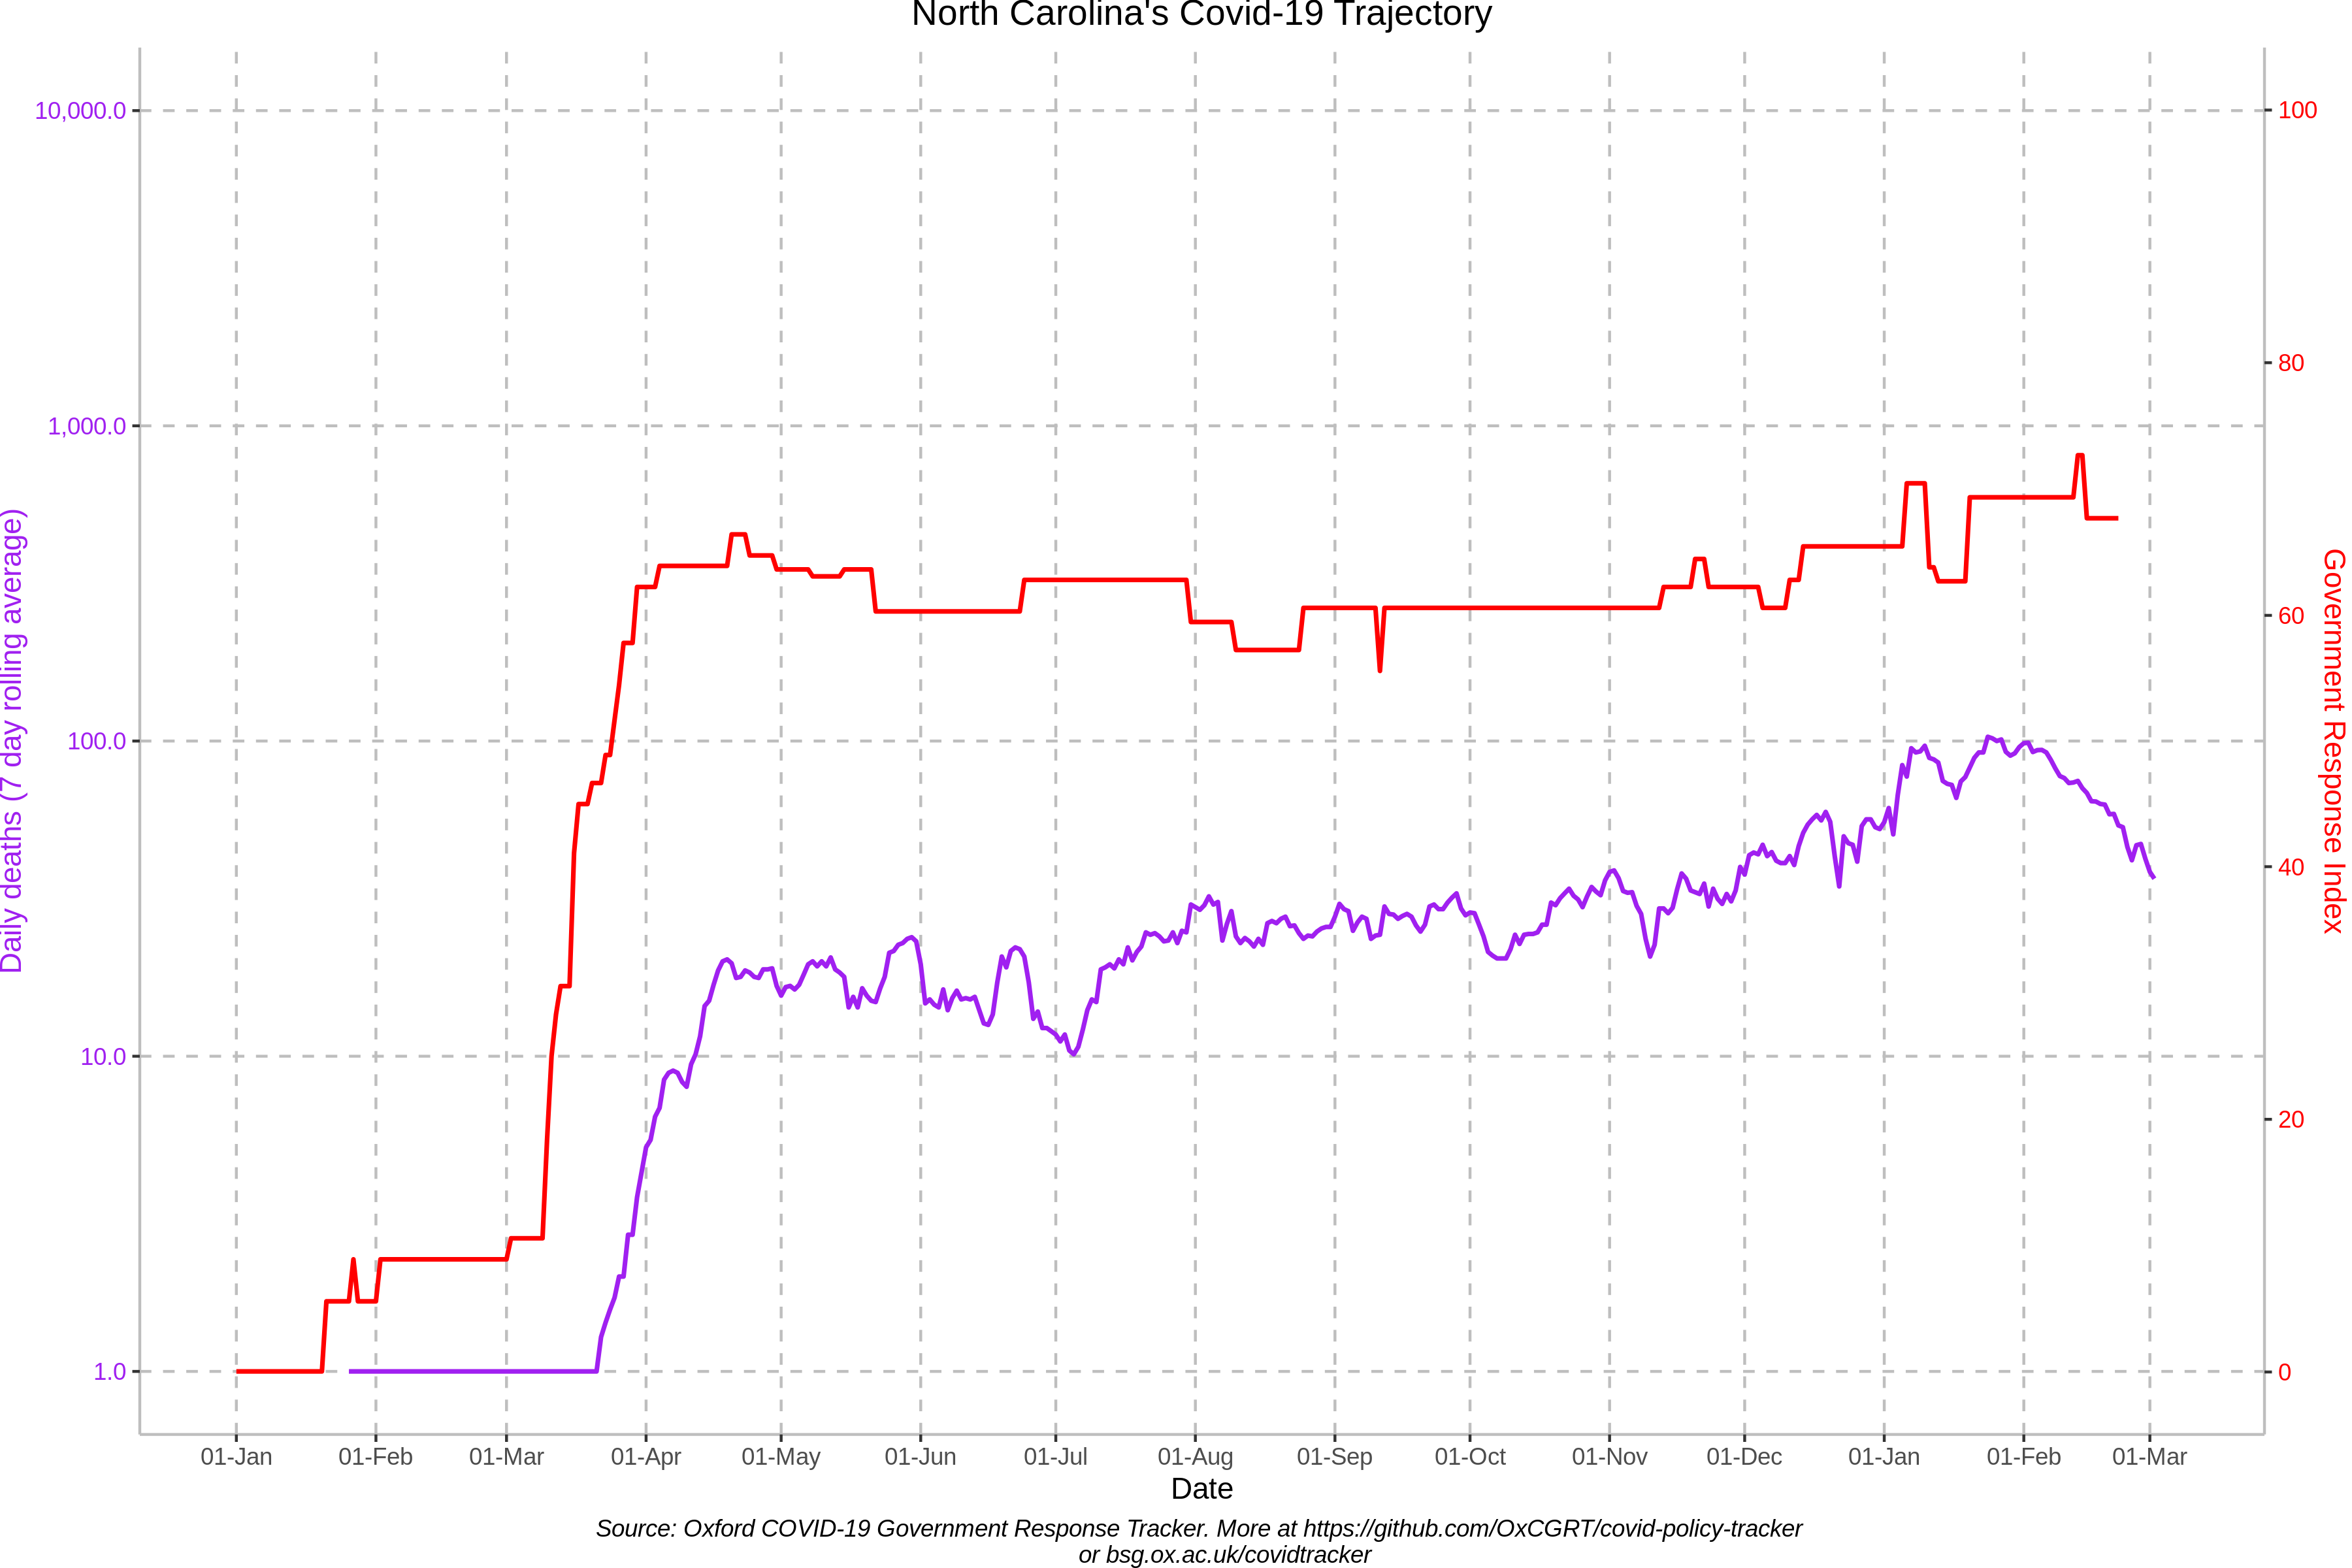 North Carolina's Covid-19 Trajectory
10,000.0
1,000.0
100.0
10.0
1.0
Daily deaths (7 day rolling average)
100
80
60
40
20
0
Government Response Index
01-Jan 01-Feb 01-Mar 01-Apr 01-May 01-Jun 01-Jul 01-Aug 01-Sep 01-Oct 01-Nov 01-Dec 01-Jan 01-Feb 01-Mar
Date
Source: Oxford COVID-19 Government Response Tracker. More at https://github.com/OxCGRT/covid-policy-tracker
or bsg.ox.ac.uk/covidtracker